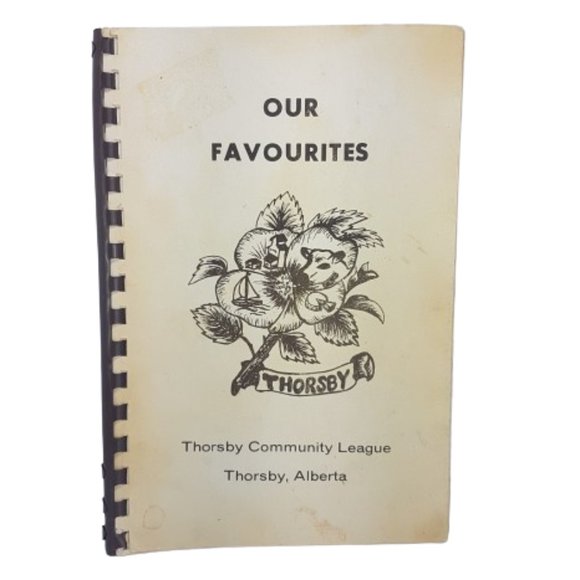 OUR
FAVOURITES
THORSBY
Thorsby Community League
Thorsby, Alberta